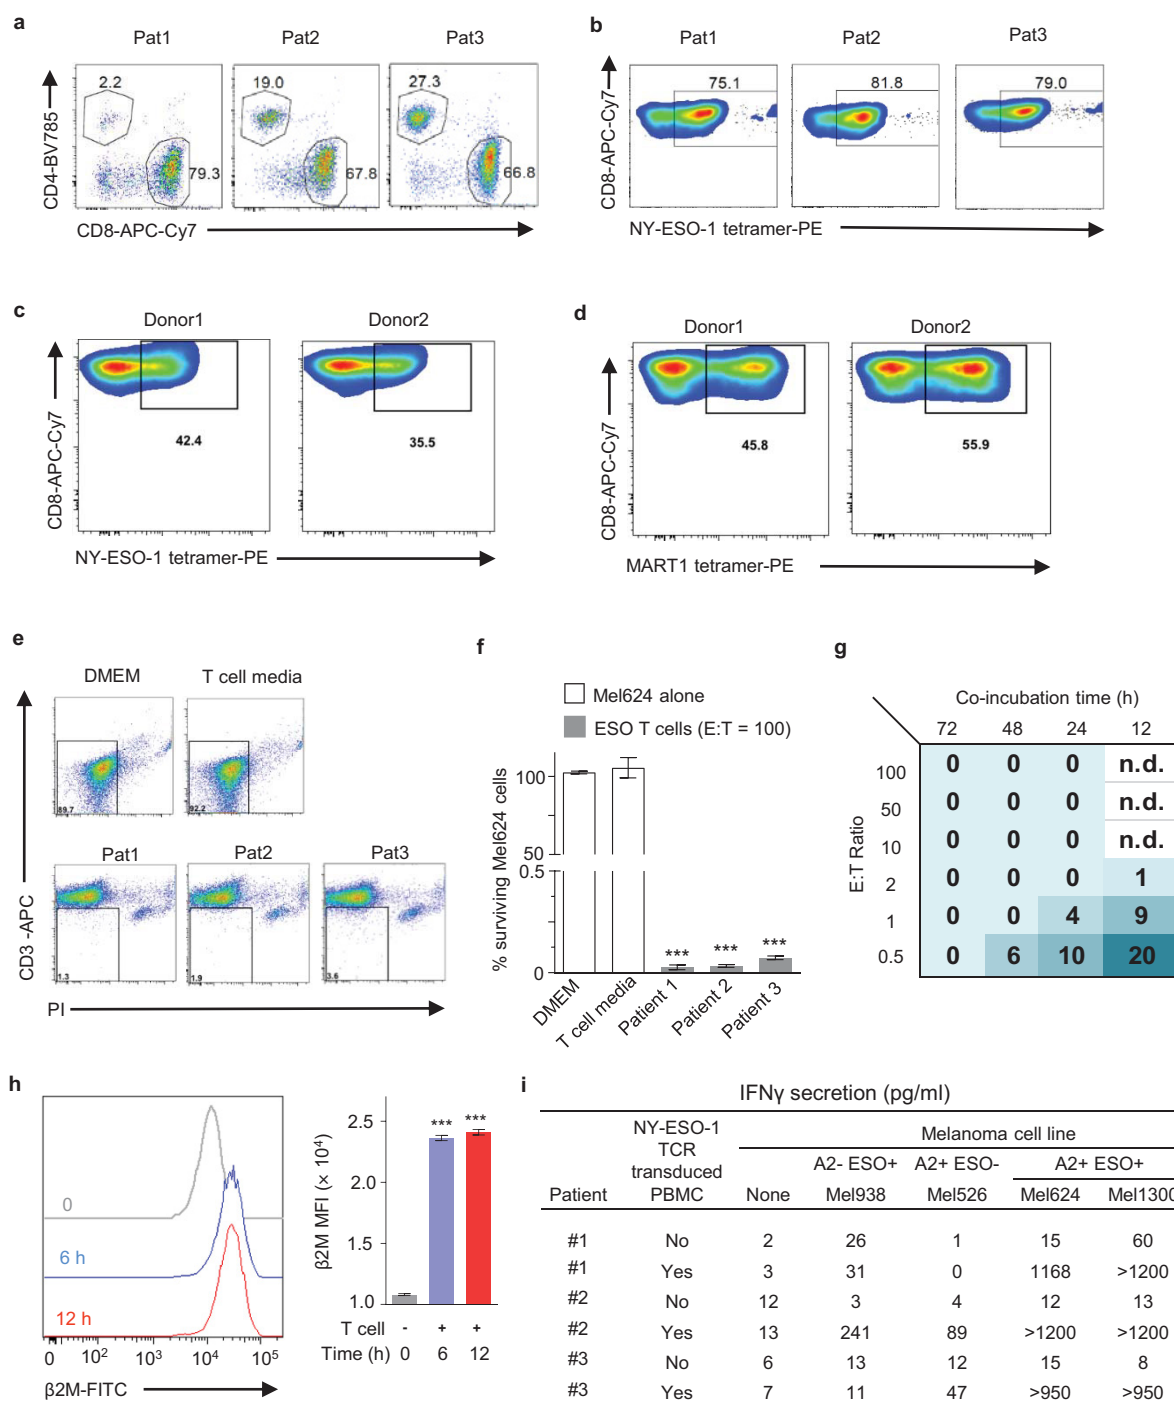 a
Pat1 Pat2 Pat3
2.2 19.0 27.3
79.3 67.8 66.8
CD4-BV785
CD8-APC-Cy7
b
Pat1 Pat2 Pat3
75.1 81.8 79.0
CD8-APC-Cy7
NY-ESO-1 tetramer-PE
c
Donor1 Donor2
42.4 35.5
CD8-APC-Cy7
NY-ESO-1 tetramer-PE
d
Donor1 Donor2
45.8 55.9
CD8-APC-Cy7
MART1 tetramer-PE
e
DMEM T cell media
89.7 92.2
Pat1 Pat2 Pat3
1.3 1.9 3.6
CD3 -APC
PI
f
Mel624 alone
ESO T cells (E:T = 100)
% surviving Mel624 cells
100
50
0.5
0
*** *** ***
DMEM
T cell media
Patient 1
Patient 2
Patient 3
g
Co-incubation time (h)
72 48 24 12
E:T Ratio
100 0 0 0 n.d.
50 0 0 0 n.d.
10 0 0 0 n.d.
2 0 0 0 1
1 0 0 4 9
0.5 0 6 10 20
h
0
6 h
12 h
0 10² 10³ 10⁴ 10⁵
β2M-FITC
β2M MFI (× 10⁴)
2.5
2.0
1.5
1.0
*** ***
T cell - + +
Time (h) 0 6 12
i
IFNγ secretion (pg/ml)
NY-ESO-1
TCR
transduced
PBMC
Melanoma cell line
A2- ESO+ A2+ ESO- A2+ ESO+
Patient None Mel938 Mel526 Mel624 Mel1300
#1 No 2 26 1 15 60
#1 Yes 3 31 0 1168 >1200
#2 No 12 3 4 12 13
#2 Yes 13 241 89 >1200 >1200
#3 No 6 13 12 15 8
#3 Yes 7 11 47 >950 >950